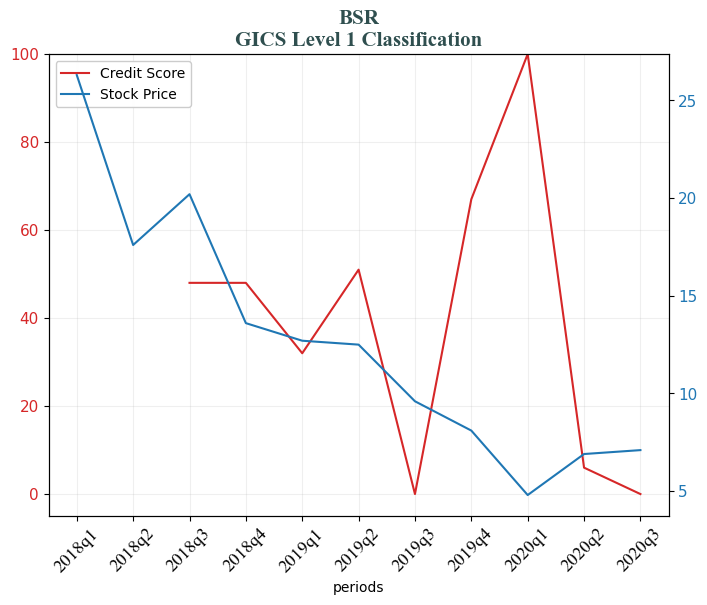 BSR
GICS Level 1 Classification
Credit Score
Stock Price
100
80
60
40
20
0
25
20
15
10
5
2018q1
2018q2
2018q3
2018q4
2019q1
2019q2
2019q3
2019q4
2020q1
2020q2
2020q3
periods